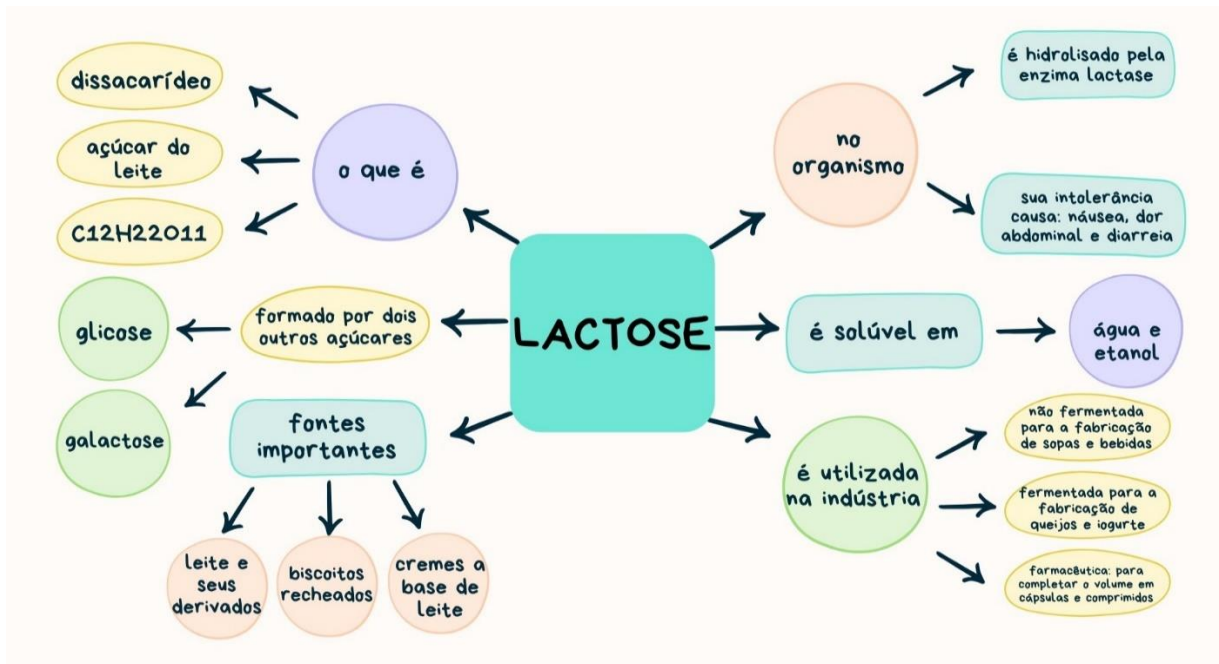 LACTOSE
o que é
dissacarídeo
açúcar do
leite
C12H22O11
formado por dois
outros açúcares
glicose
galactose
fontes
importantes
leite e
seus
derivados
biscoitos
recheados
cremes a
base de
leite
no
organismo
é hidrolisado pela
enzima lactase
sua intolerância
causa: náusea, dor
abdominal e diarreia
é solúvel em
água e
etanol
é utilizada
na indústria
não fermentada
para a fabricação
de sopas e bebidas
fermentada para a
fabricação de
queijos e iogurte
farmacêutica: para
completar o volume em
cápsulas e comprimidos